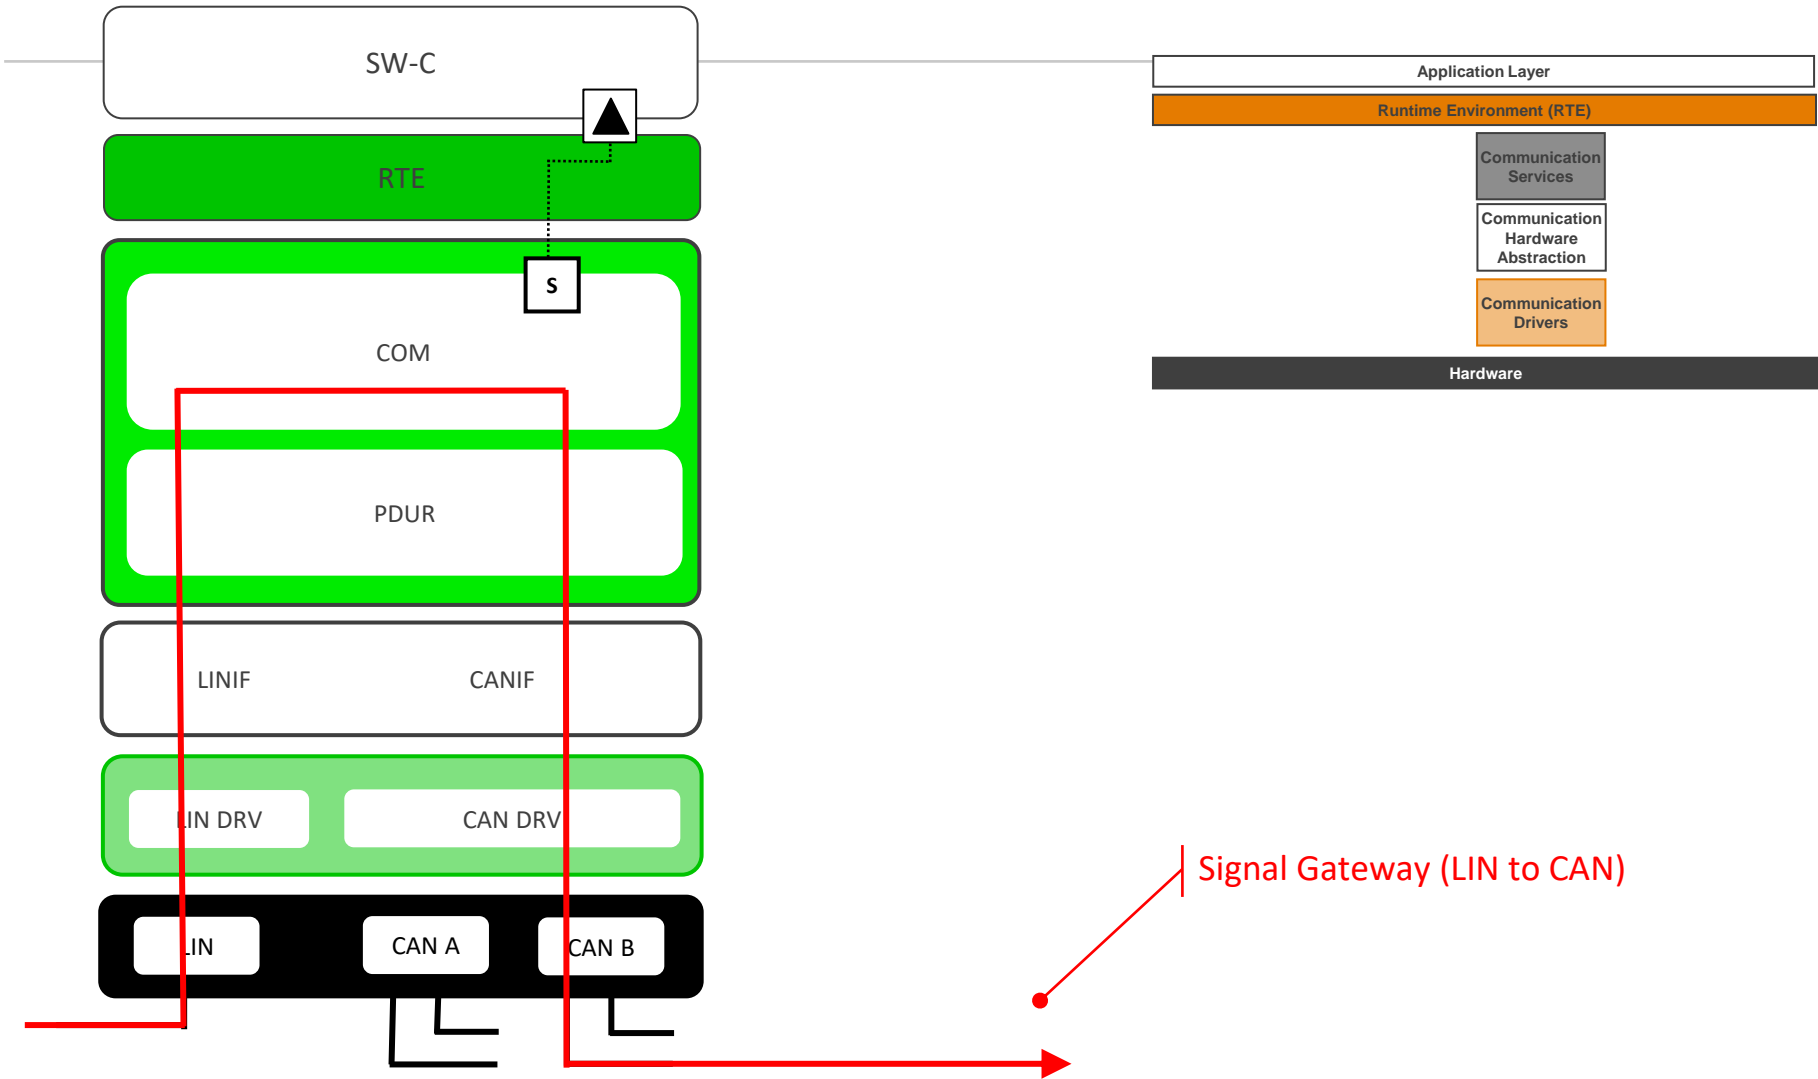 SW-C
RTE
S
COM
PDUR
LINIF
CANIF
LIN DRV
CAN DRV
LIN
CAN A
CAN B
Application Layer
Runtime Environment (RTE)
Communication
Services
Communication
Hardware
Abstraction
Communication
Drivers
Hardware
Signal Gateway (LIN to CAN)